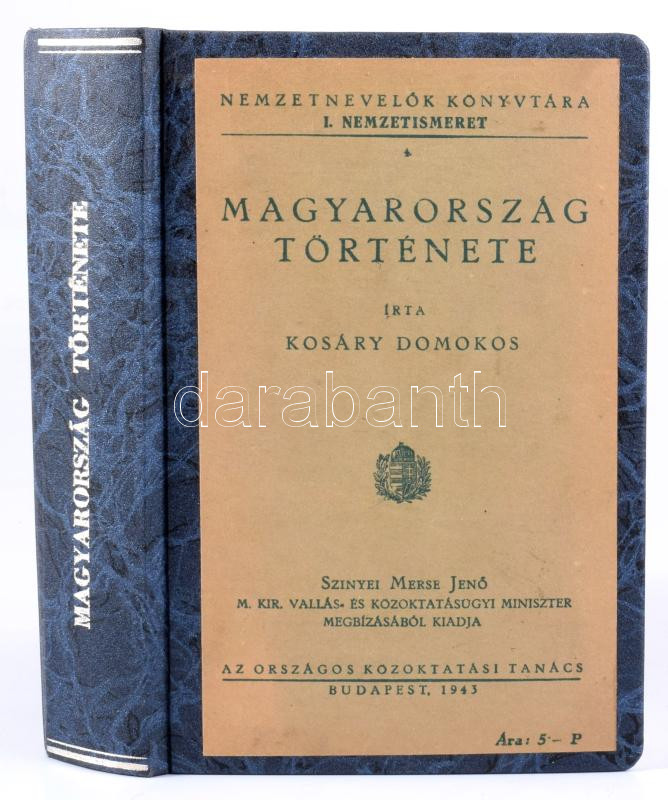 MAGYARORSZÁG TÖRTÉNETE
NEMZETNEVELŐK KÖNYVTÁRA
I. NEMZETISMERET
4.
MAGYARORSZÁG
TÖRTÉNETE
ÍRTA
KOSÁRY DOMOKOS
darabanth
SZINYEI MERSE JENŐ
M. KIR. VALLÁS- ÉS KÖZOKTATÁSÜGYI MINISZTER
MEGBÍZÁSÁBÓL KIADJA
AZ ORSZÁGOS KÖZOKTATÁSI TANÁCS
BUDAPEST, 1943
Ára: 5·– P